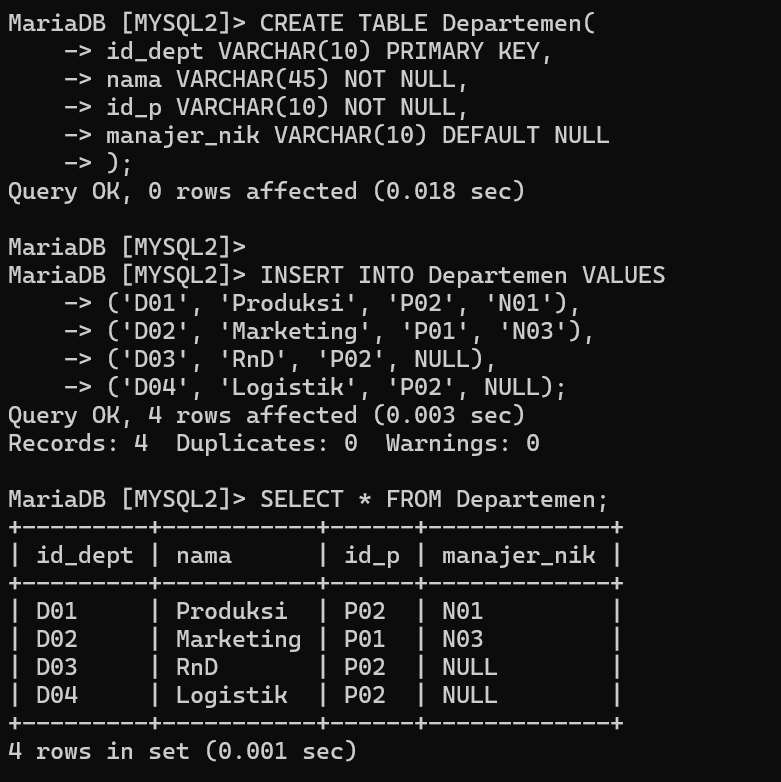 MariaDB [MYSQL2]> CREATE TABLE Departemen(
    -> id_dept VARCHAR(10) PRIMARY KEY,
    -> nama VARCHAR(45) NOT NULL,
    -> id_p VARCHAR(10) NOT NULL,
    -> manajer_nik VARCHAR(10) DEFAULT NULL
    -> );
Query OK, 0 rows affected (0.018 sec)

MariaDB [MYSQL2]>
MariaDB [MYSQL2]> INSERT INTO Departemen VALUES
    -> ('D01', 'Produksi', 'P02', 'N01'),
    -> ('D02', 'Marketing', 'P01', 'N03'),
    -> ('D03', 'RnD', 'P02', NULL),
    -> ('D04', 'Logistik', 'P02', NULL);
Query OK, 4 rows affected (0.003 sec)
Records: 4  Duplicates: 0  Warnings: 0

MariaDB [MYSQL2]> SELECT * FROM Departemen;
+---------+-----------+------+-------------+
| id_dept | nama      | id_p | manajer_nik |
+---------+-----------+------+-------------+
| D01     | Produksi  | P02  | N01         |
| D02     | Marketing | P01  | N03         |
| D03     | RnD       | P02  | NULL        |
| D04     | Logistik  | P02  | NULL        |
+---------+-----------+------+-------------+
4 rows in set (0.001 sec)